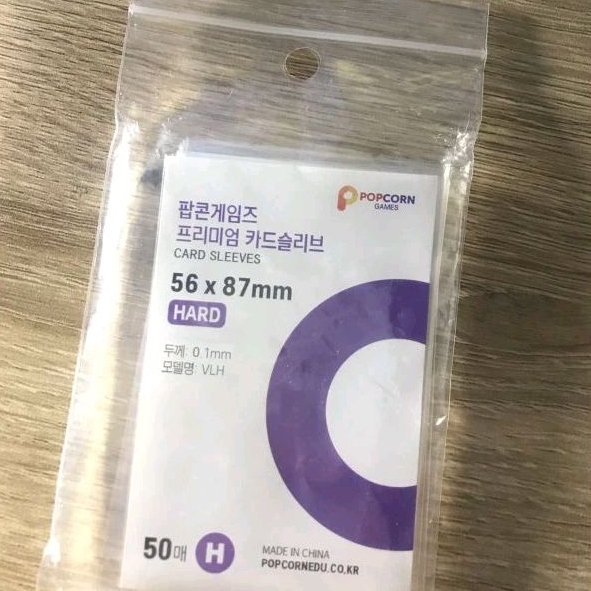 POPCORN
GAMES
팝콘게임즈
프리미엄 카드슬리브
CARD SLEEVES
56 x 87mm
HARD
두께: 0.1mm
모델명: VLH
50매 H
MADE IN CHINA
POPCORNEDU.CO.KR